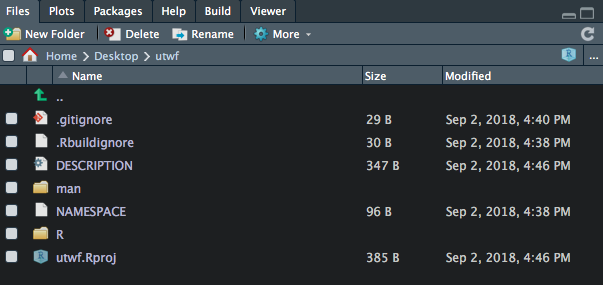 Files Plots Packages Help Build Viewer
New Folder Delete Rename More
Home Desktop utwf R ...
Name Size Modified
..
.gitignore 29 B Sep 2, 2018, 4:40 PM
.Rbuildignore 30 B Sep 2, 2018, 4:38 PM
DESCRIPTION 347 B Sep 2, 2018, 4:46 PM
man
NAMESPACE 96 B Sep 2, 2018, 4:38 PM
R
R utwf.Rproj 385 B Sep 2, 2018, 4:46 PM